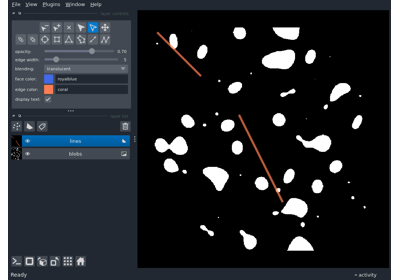 File View Plugins Window Help
opacity: 0.70
edge width: 5
blending: translucent
face color: royalblue
edge color: coral
display text:
lines
blobs
Ready
activity